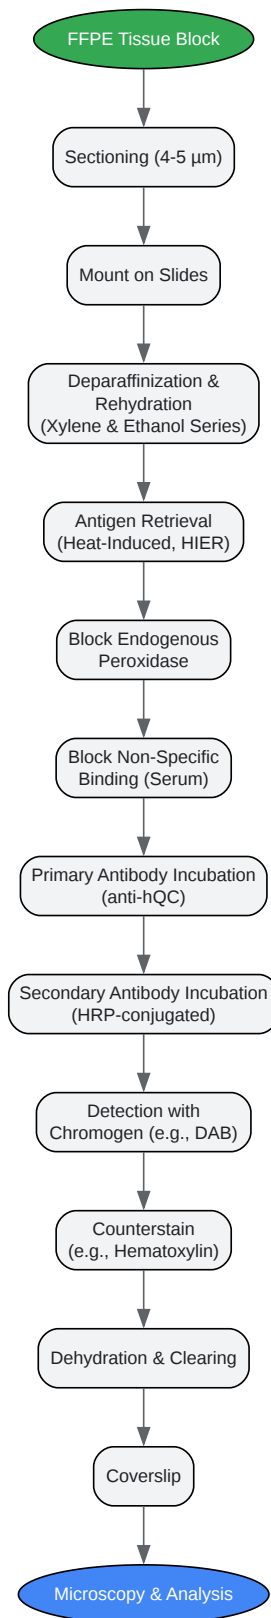 FFPE Tissue Block
Sectioning (4-5 µm)
Mount on Slides
Deparaffinization &
Rehydration
(Xylene & Ethanol Series)
Antigen Retrieval
(Heat-Induced, HIER)
Block Endogenous
Peroxidase
Block Non-Specific
Binding (Serum)
Primary Antibody Incubation
(anti-hQC)
Secondary Antibody Incubation
(HRP-conjugated)
Detection with
Chromogen (e.g., DAB)
Counterstain
(e.g., Hematoxylin)
Dehydration & Clearing
Coverslip
Microscopy & Analysis